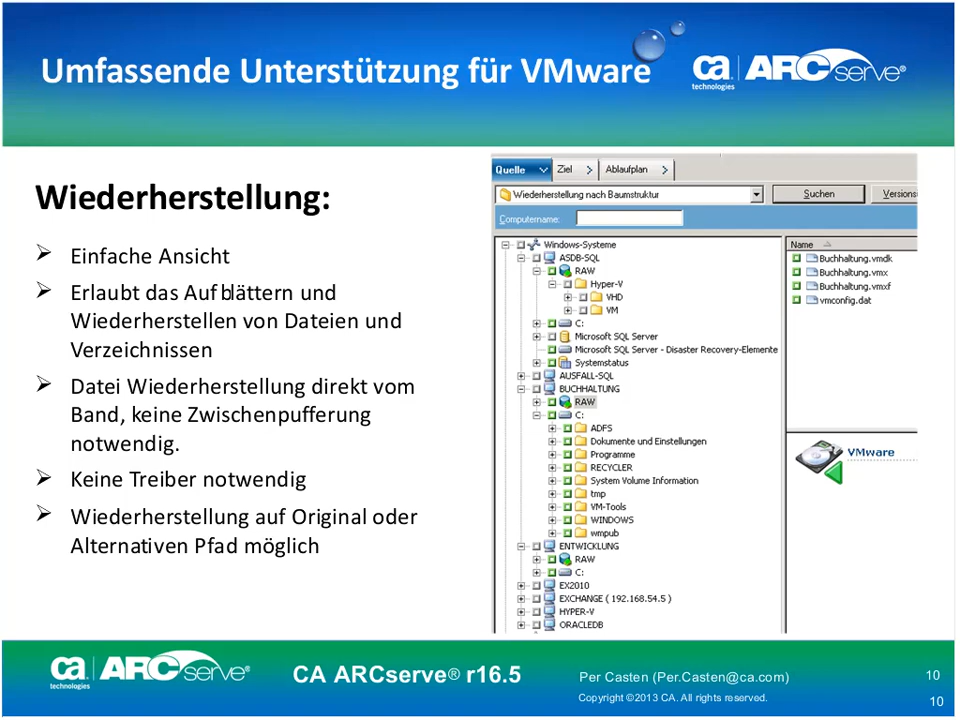 Umfassende Unterstützung für VMware
ca technologies | ARCserve®
Wiederherstellung:
Einfache Ansicht
Erlaubt das Aufblättern und
Wiederherstellen von Dateien und
Verzeichnissen
Datei Wiederherstellung direkt vom
Band, keine Zwischenpufferung
notwendig.
Keine Treiber notwendig
Wiederherstellung auf Original oder
Alternativen Pfad möglich
Quelle Ziel Ablaufplan
Wiederherstellung nach Baumstruktur Suchen Versions
Computername:
Windows-Systeme
ASDB-SQL
RAW
Hyper-V
VHD
VM
C:
Microsoft SQL Server
Microsoft SQL Server - Disaster Recovery-Elemente
Systemstatus
AUSFALL-SQL
BUCHHALTUNG
RAW
C:
ADFS
Dokumente und Einstellungen
Programme
RECYCLER
System Volume Information
tmp
VM-Tools
WINDOWS
wmpub
ENTWICKLUNG
RAW
C:
EX2010
EXCHANGE ( 192.168.54.5 )
HYPER-V
ORACLEDB
Name
Buchhaltung.vmdk
Buchhaltung.vmx
Buchhaltung.vmxf
vmconfig.dat
VMware
ca technologies | ARCserve®
CA ARCserve® r16.5
Per Casten (Per.Casten@ca.com)
Copyright ©2013 CA. All rights reserved.
10
10